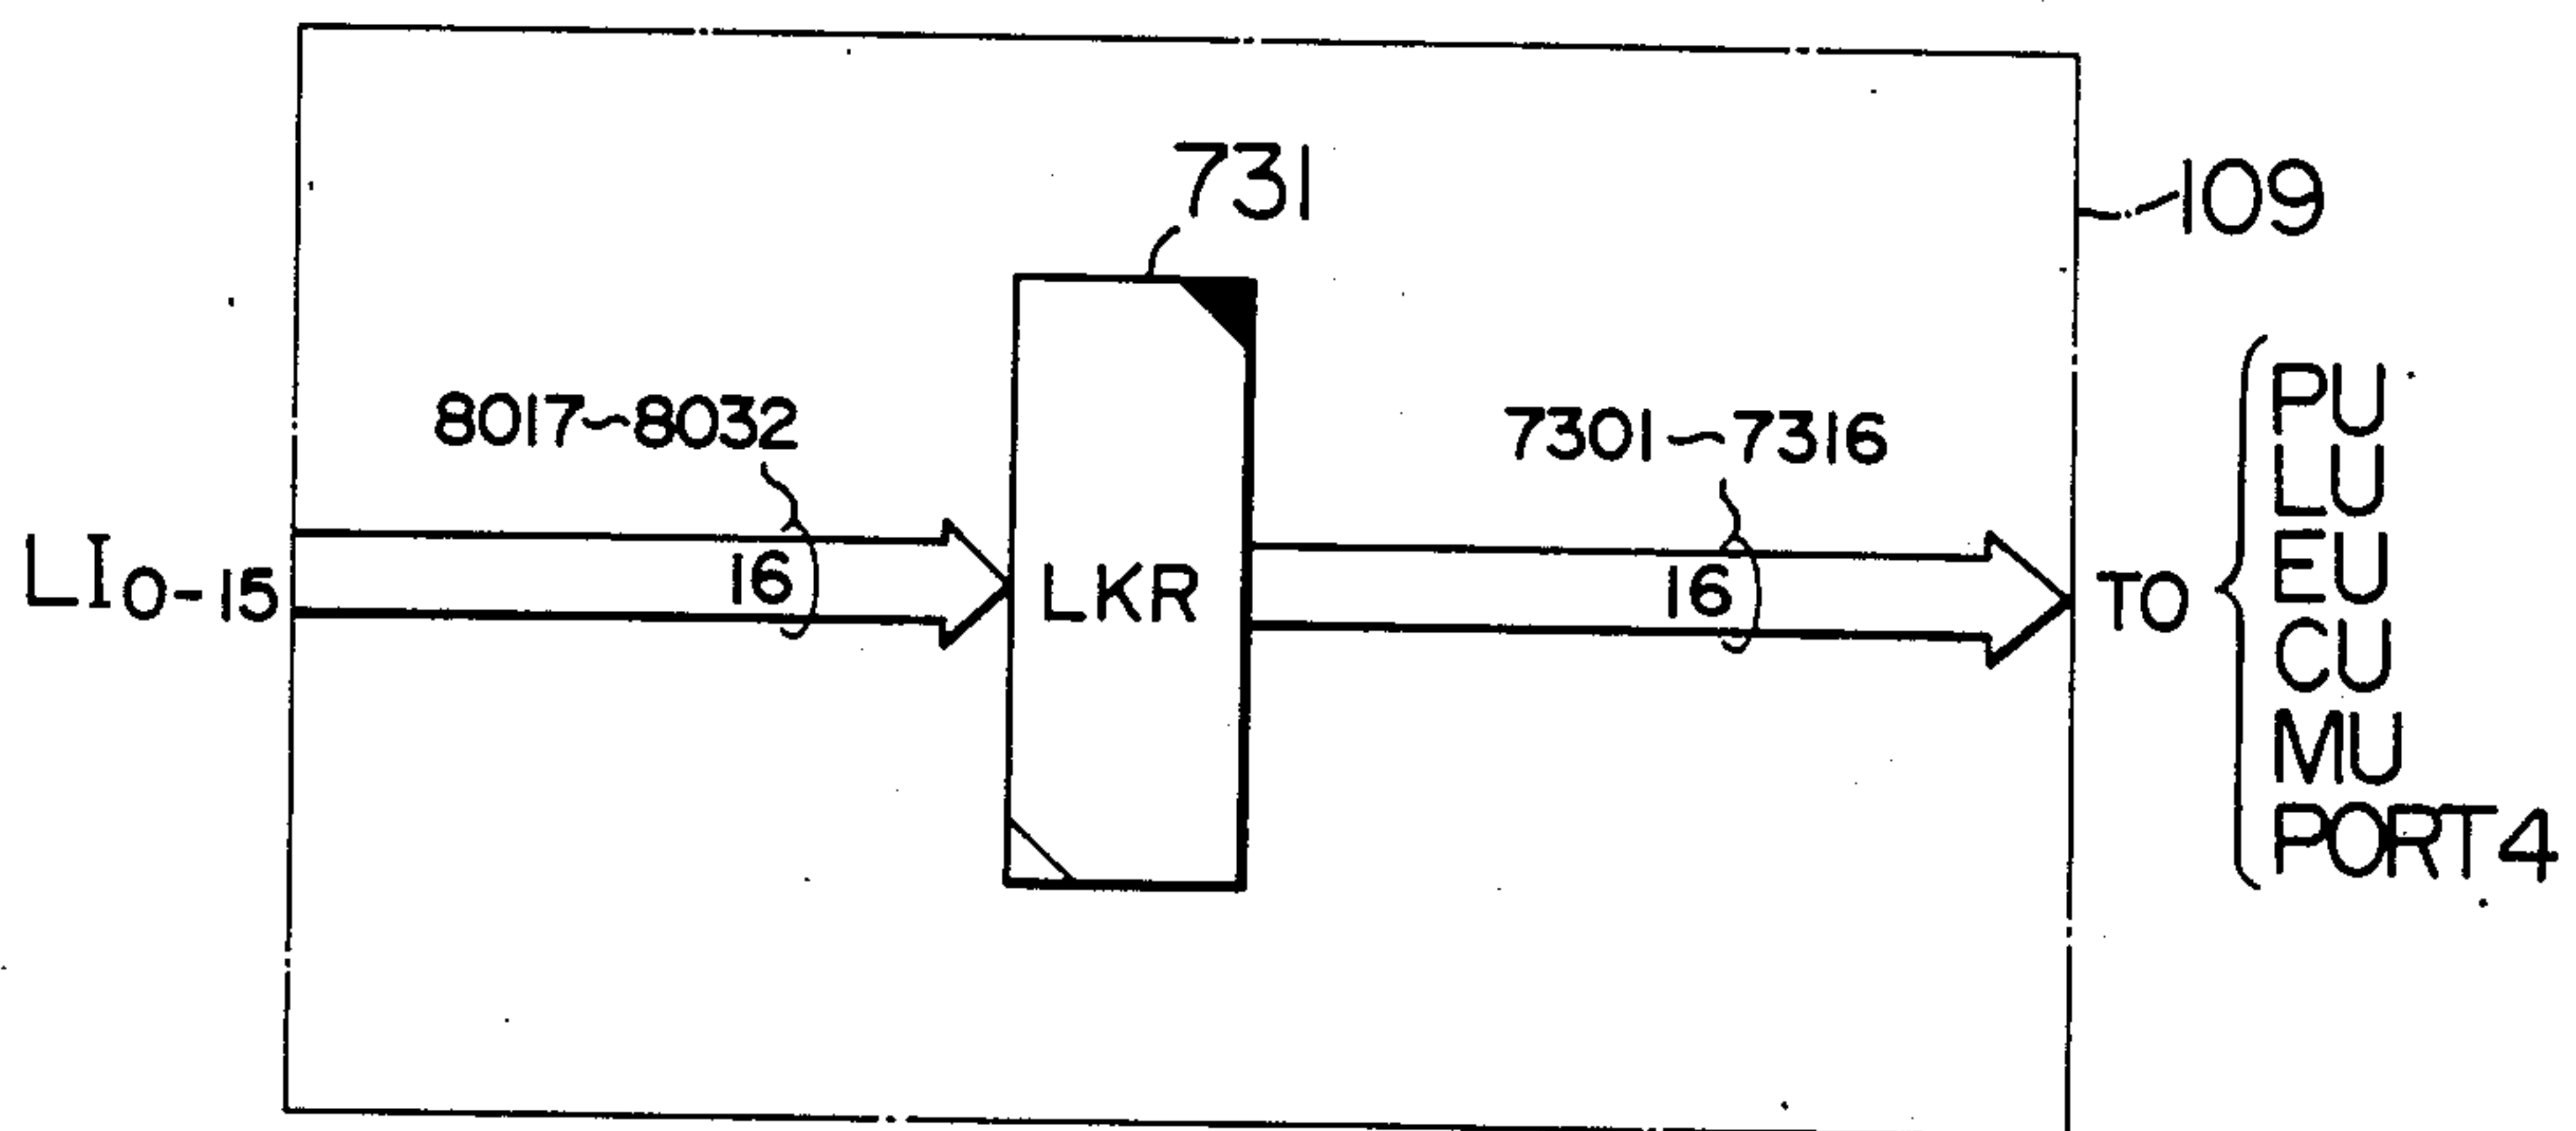 731
109
8017~8032
7301~7316
LI0-15
16
LKR
16
TO
PU
LU
EU
CU
MU
PORT4